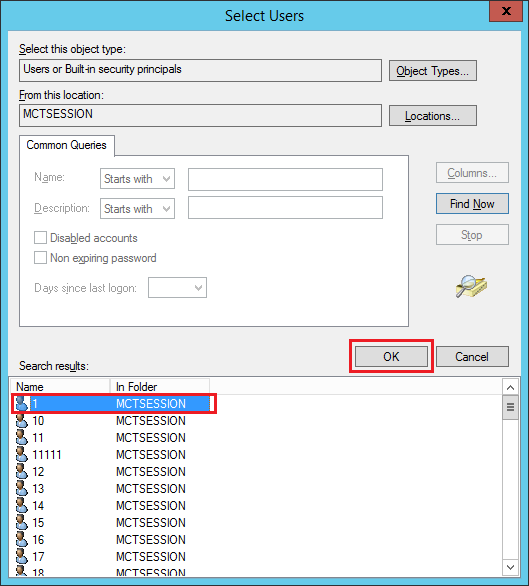 Select Users
x
Select this object type:
Users or Built-in security principals
Object Types...
From this location:
MCTSESSION
Locations...
Common Queries
Name:
Starts with
Columns...
Description:
Starts with
Find Now
Disabled accounts
Stop
Non expiring password
Days since last logon:
OK
Cancel
Search results:
Name In Folder
1 MCTSESSION
10 MCTSESSION
11 MCTSESSION
11111 MCTSESSION
12 MCTSESSION
13 MCTSESSION
14 MCTSESSION
15 MCTSESSION
16 MCTSESSION
17 MCTSESSION
18 MCTSESSION